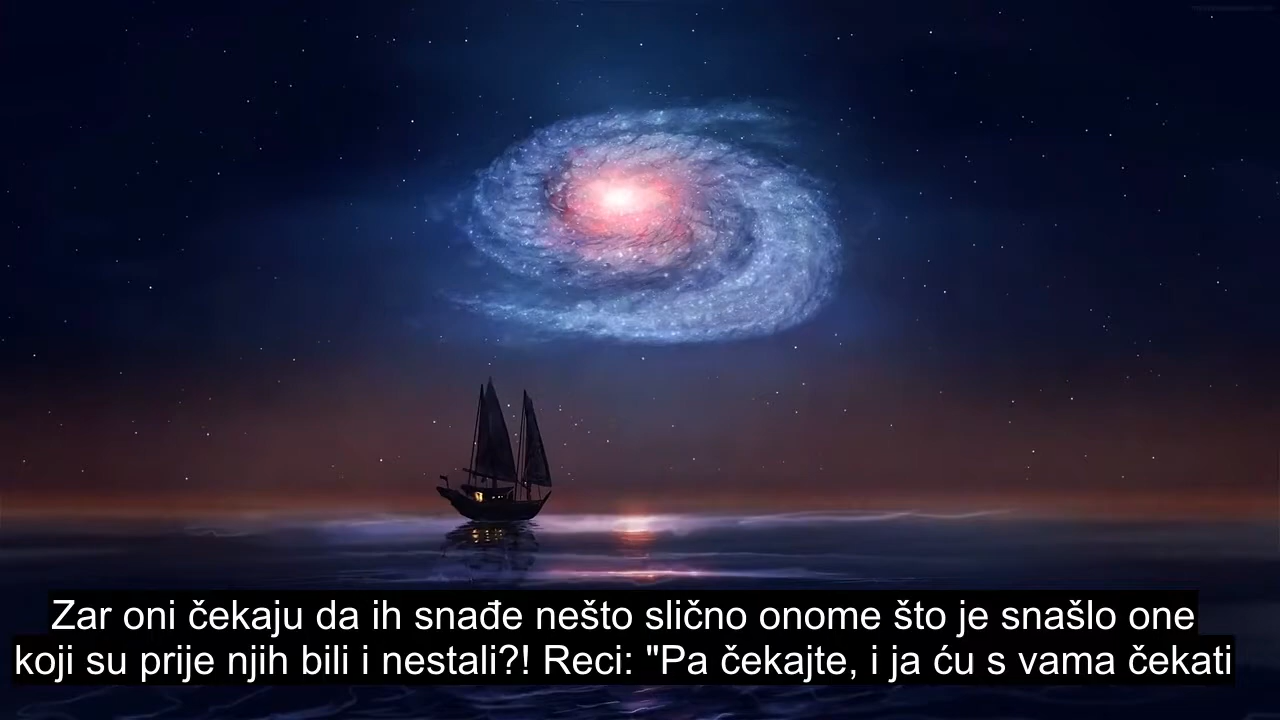 Zar oni čekaju da ih snađe nešto slično onome što je snašlo one
koji su prije njih bili i nestali?! Reci: "Pa čekajte, i ja ću s vama čekati